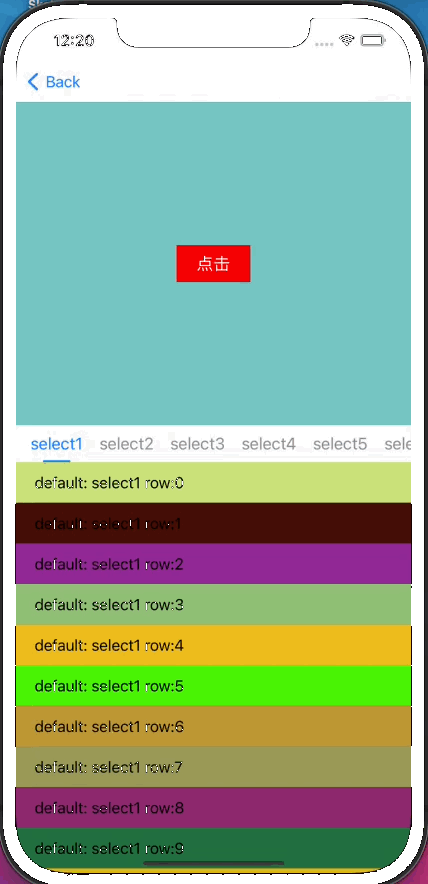 12:20
Back
点击
select1 select2 select3 select4 select5
default: select1 row:0
default: select1 row:1
default: select1 row:2
default: select1 row:3
default: select1 row:4
default: select1 row:5
default: select1 row:6
default: select1 row:7
default: select1 row:8
default: select1 row:9